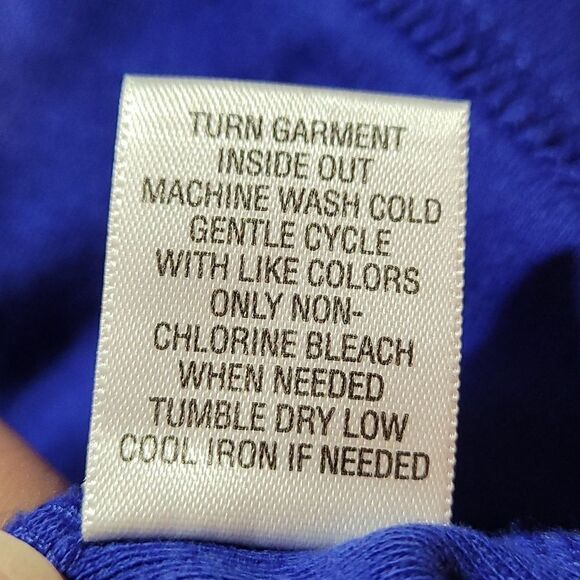 TURN GARMENT
INSIDE OUT
MACHINE WASH COLD
GENTLE CYCLE
WITH LIKE COLORS
ONLY NON-
CHLORINE BLEACH
WHEN NEEDED
TUMBLE DRY LOW
COOL IRON IF NEEDED